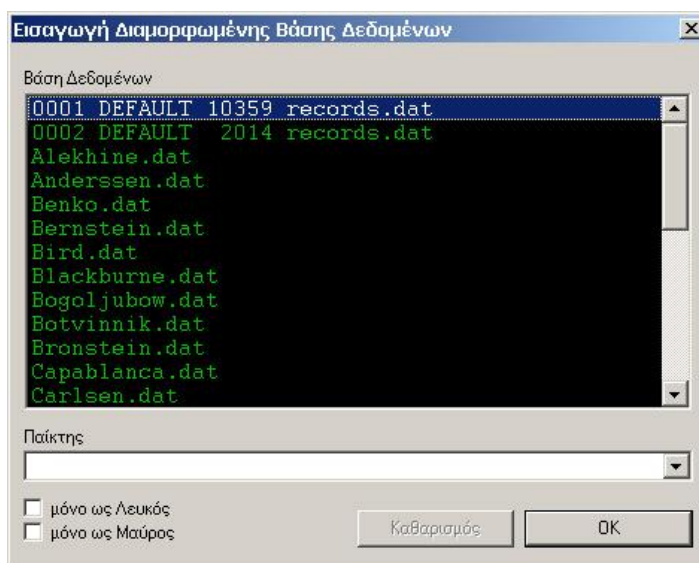 Εισαγωγή Διαμορφωμένης Βάσης Δεδομένων
Βάση Δεδομένων
0001 DEFAULT 10359 records.dat
0002 DEFAULT  2014 records.dat
Alekhine.dat
Anderssen.dat
Benko.dat
Bernstein.dat
Bird.dat
Blackburne.dat
Bogoljubow.dat
Botvinnik.dat
Bronstein.dat
Capablanca.dat
Carlsen.dat
Παίκτης
μόνο ως Λευκός
μόνο ως Μαύρος
Καθαρισμός
OK